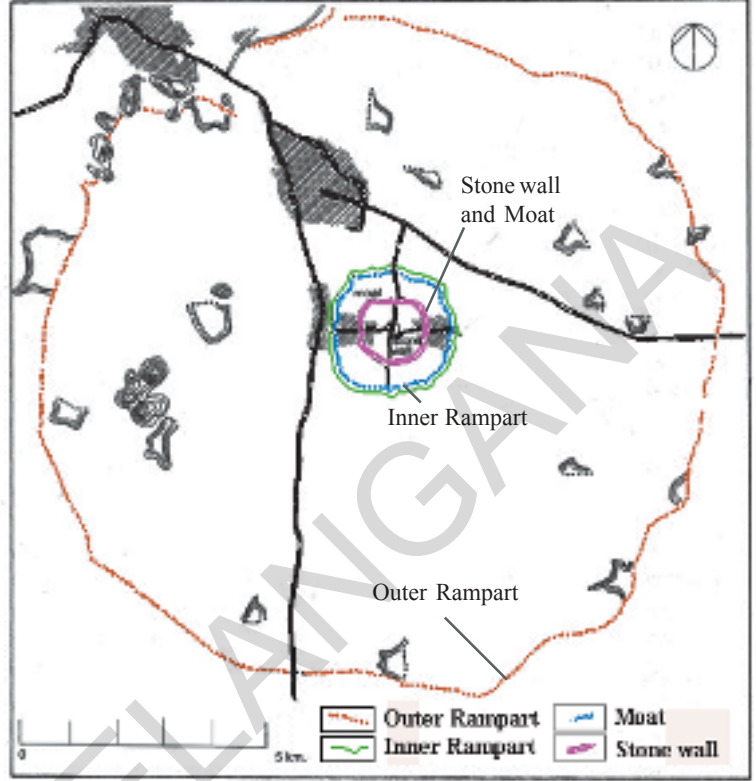 Stone wall
and Moat
moat
Inner Rampart
Outer Rampart
TELANGANA
Outer Rampart
Moat
Inner Rampart
Stone wall
0
5 km.